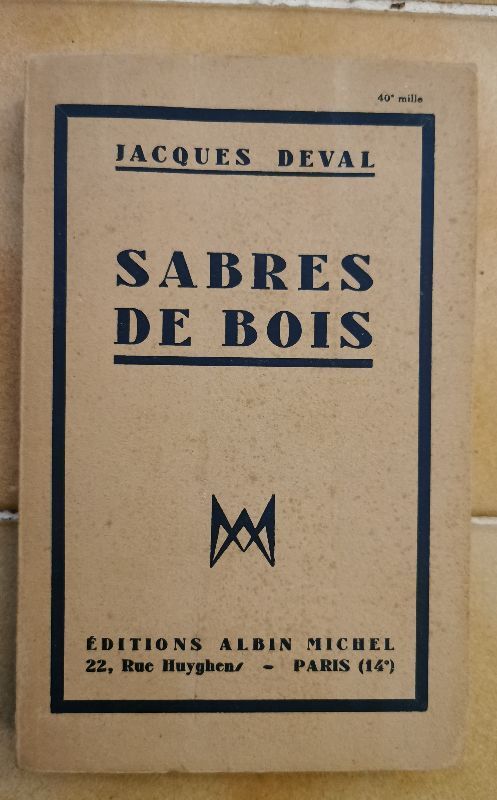 40ᵉ mille
JACQUES DEVAL
SABRES
DE BOIS
ÉDITIONS ALBIN MICHEL
22, Rue Huyghens - PARIS (14ᵉ)